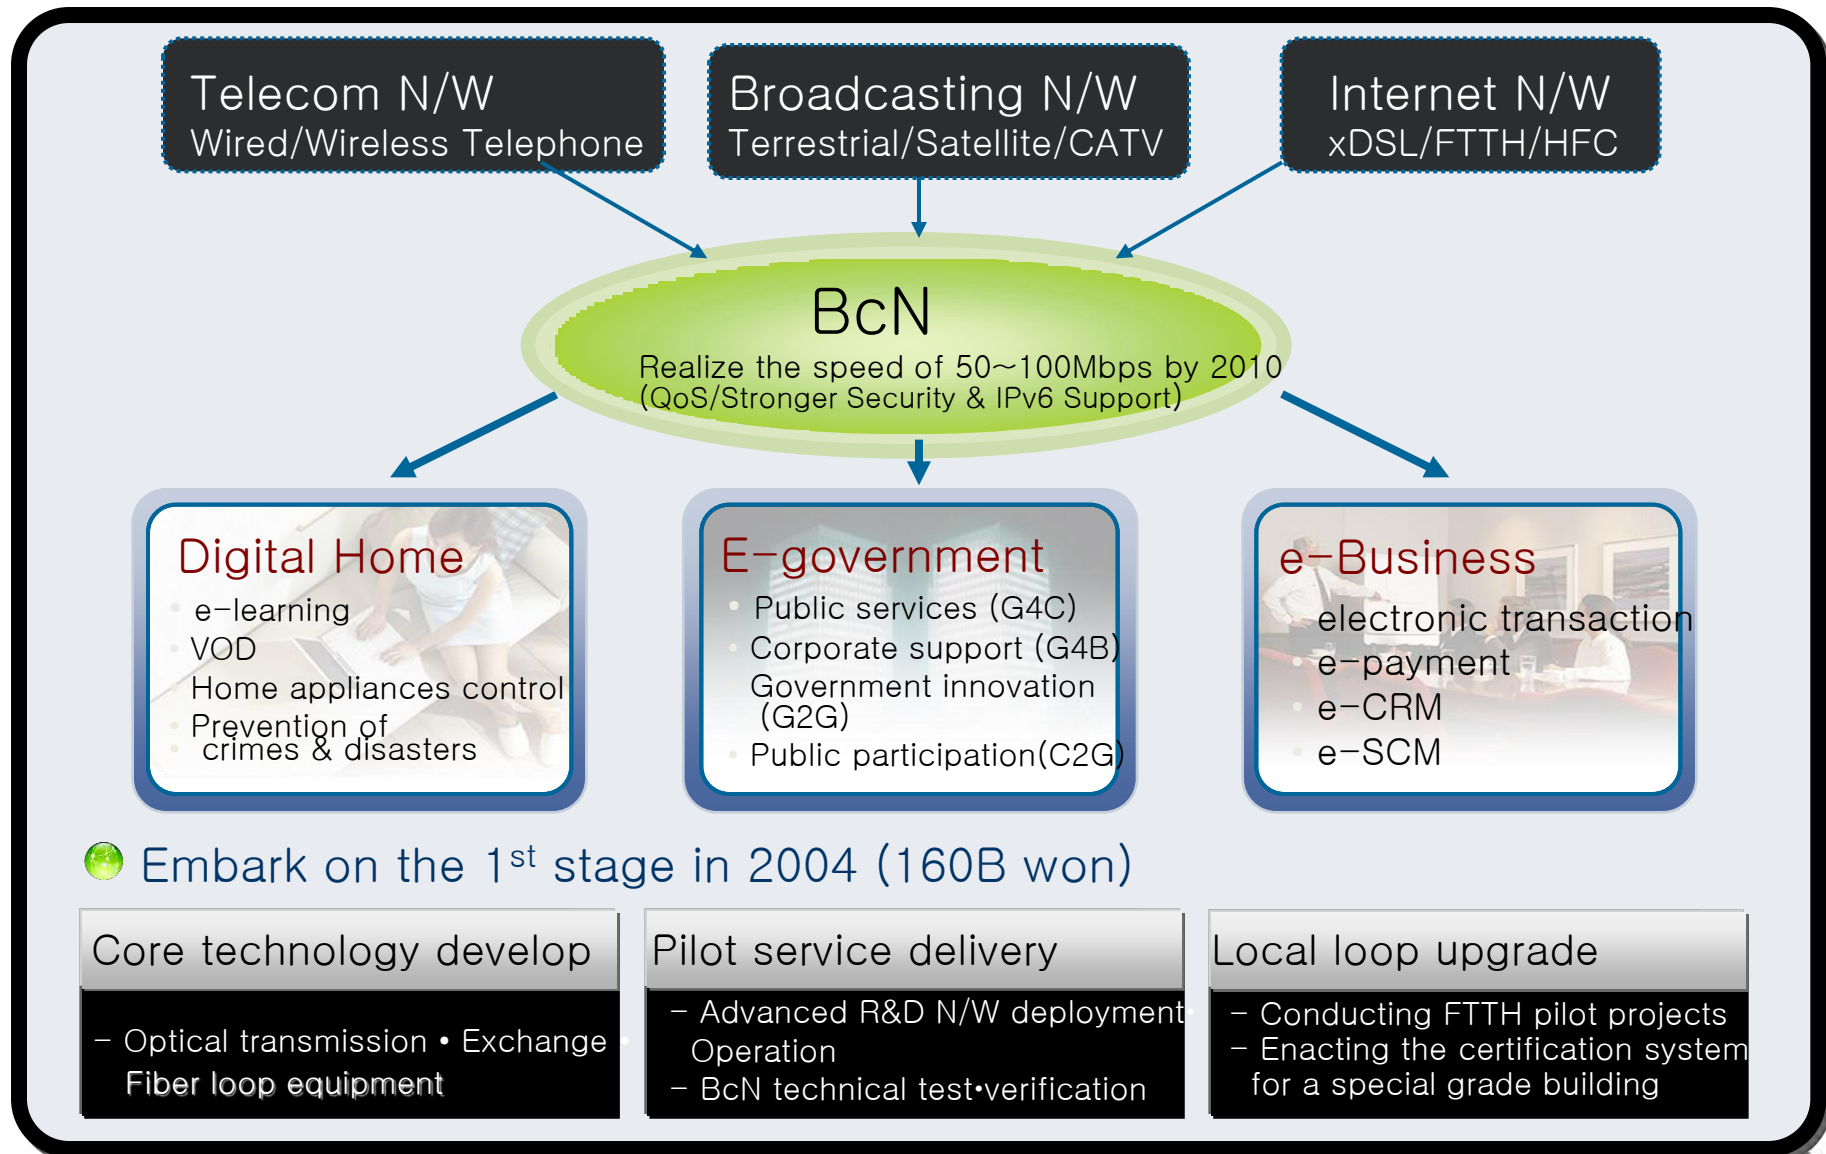 Telecom N/W
Wired/Wireless Telephone
Broadcasting N/W
Terrestrial/Satellite/CATV
Internet N/W
xDSL/FTTH/HFC
BcN
Realize the speed of 50~100Mbps by 2010
(QoS/Stronger Security & IPv6 Support)
Digital Home
• e-learning
• VOD
Home appliances control
• Prevention of
• crimes & disasters
E-government
• Public services (G4C)
• Corporate support (G4B)
Government innovation
(G2G)
• Public participation(C2G)
e-Business
electronic transaction
• e-payment
• e-CRM
• e-SCM
Embark on the 1st stage in 2004 (160B won)
Core technology develop
- Optical transmission • Exchange •
Fiber loop equipment
Pilot service delivery
- Advanced R&D N/W deployment•
Operation
- BcN technical test•verification
Local loop upgrade
- Conducting FTTH pilot projects
- Enacting the certification system
for a special grade building